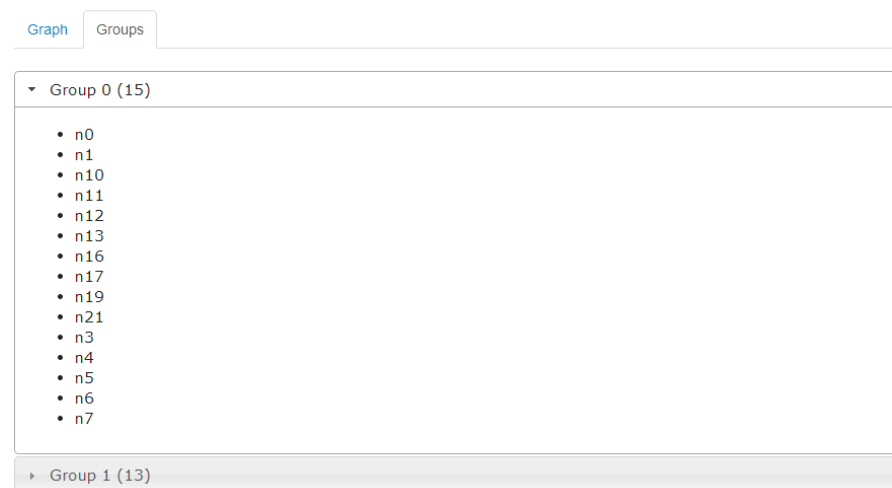 Graph Groups
Group 0 (15)
n0
n1
n10
n11
n12
n13
n16
n17
n19
n21
n3
n4
n5
n6
n7
Group 1 (13)